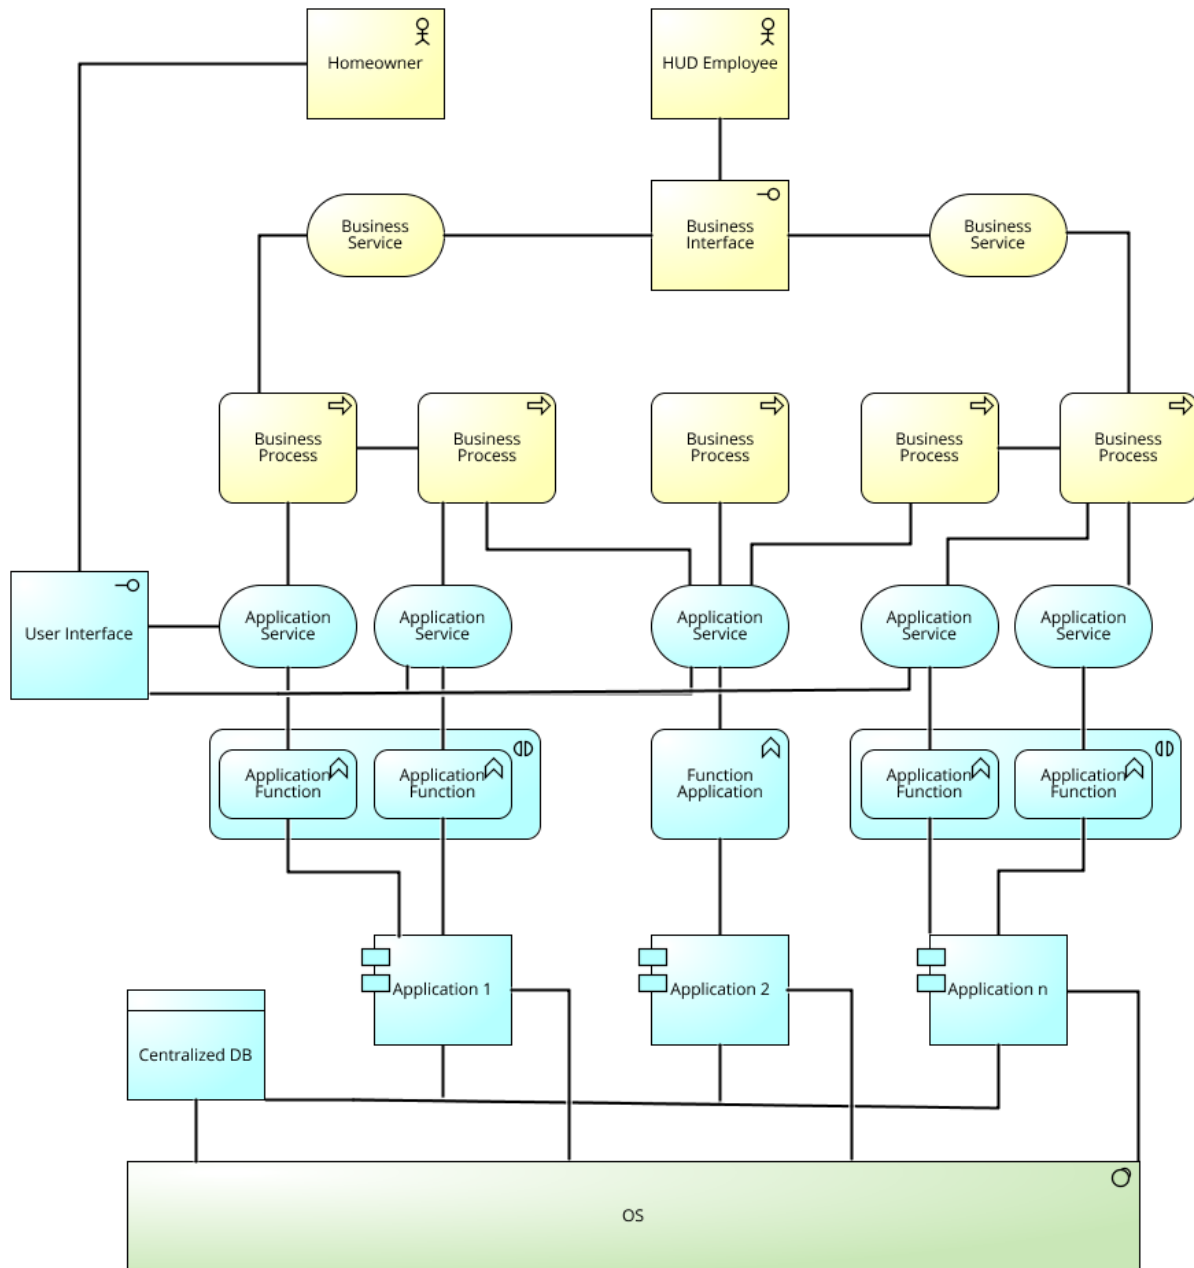 Homeowner
HUD Employee
Business
Service
Business
Interface
Business
Service
Business
Process
Business
Process
Business
Process
Business
Process
Business
Process
User Interface
Application
Service
Application
Service
Application
Service
Application
Service
Application
Service
Application
Function
Application
Function
Function
Application
Application
Function
Application
Function
Application 1
Application 2
Application n
Centralized DB
OS